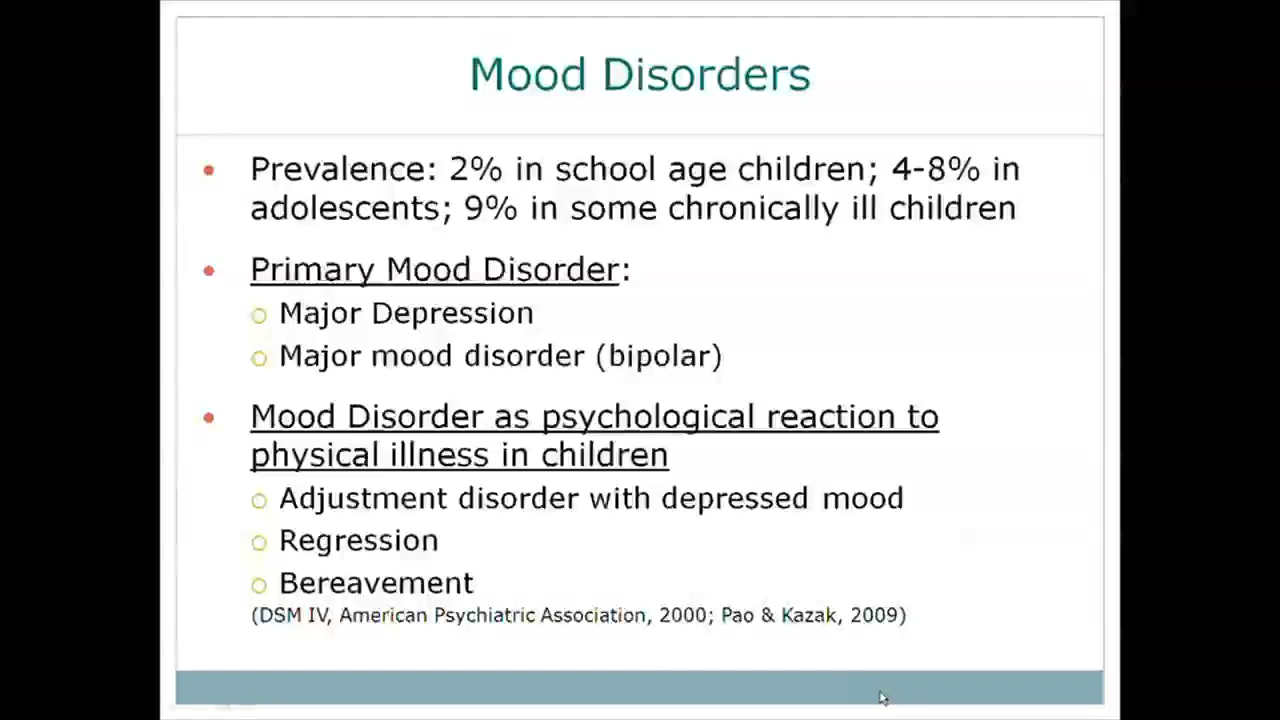 Mood Disorders
• Prevalence: 2% in school age children; 4-8% in
adolescents; 9% in some chronically ill children
• Primary Mood Disorder:
○ Major Depression
○ Major mood disorder (bipolar)
• Mood Disorder as psychological reaction to
physical illness in children
○ Adjustment disorder with depressed mood
○ Regression
○ Bereavement
(DSM IV, American Psychiatric Association, 2000; Pao & Kazak, 2009)